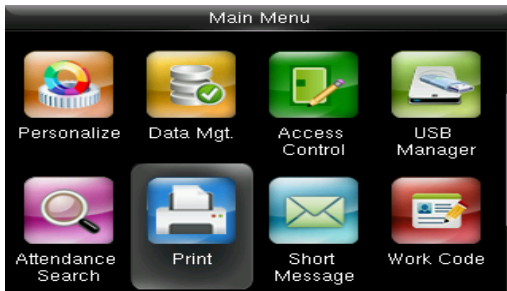 Main Menu
Personalize
Data Mgt.
Access
Control
USB
Manager
Attendance
Search
Print
Short
Message
Work Code